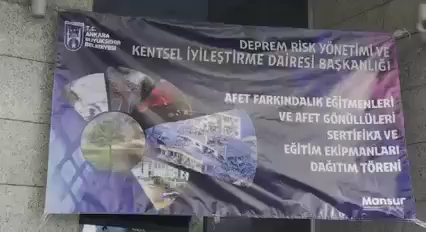 T.C.
ANKARA
BÜYÜKŞEHİR
BELEDİYESİ
DEPREM RİSK YÖNETİMİ VE
KENTSEL İYİLEŞTİRME DAİRESİ BAŞKANLIĞI
AFET FARKINDALIK EĞİTMENLERİ
VE AFET GÖNÜLLÜLERİ
SERTİFİKA VE
EĞİTİM EKİPMANLARI
DAĞITIM TÖRENİ
Mansur